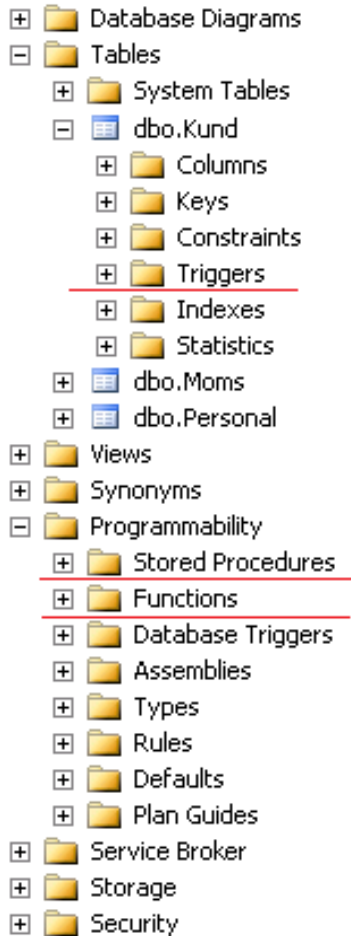 Database Diagrams
Tables
System Tables
dbo.Kund
Columns
Keys
Constraints
Triggers
Indexes
Statistics
dbo.Moms
dbo.Personal
Views
Synonyms
Programmability
Stored Procedures
Functions
Database Triggers
Assemblies
Types
Rules
Defaults
Plan Guides
Service Broker
Storage
Security